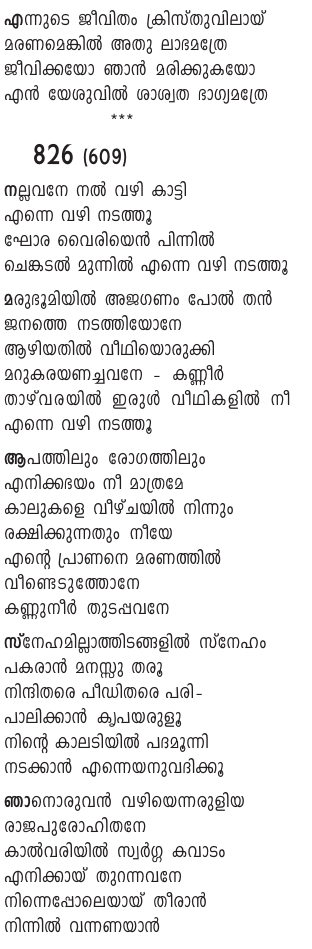 എന്നുടെ ജീവിതം ക്രിസ്തുവിലായ്
മരണമെങ്കിൽ അതു ലാഭമത്രേ
ജീവിക്കയോ ഞാൻ മരിക്കുകയോ
എൻ യേശുവിൽ ശാശ്വത ഭാഗ്യമത്രേ
***
826 (609)
നല്ലവനേ നൽ വഴി കാട്ടി
എന്നെ വഴി നടത്തൂ
ഘോര വൈരിയെൻ പിന്നിൽ
ചെങ്കടൽ മുന്നിൽ എന്നെ വഴി നടത്തൂ
മരുഭൂമിയിൽ അജഗണം പോൽ തൻ
ജനത്തെ നടത്തിയോനേ
ആഴിയതിൽ വീഥിയൊരുക്കി
മറുകരയണച്ചവനേ - കണ്ണീർ
താഴ്‌വരയിൽ ഇരുൾ വീഥികളിൽ നീ
എന്നെ വഴി നടത്തൂ
ആപത്തിലും രോഗത്തിലും
എനിക്കഭയം നീ മാത്രമേ
കാലുകളെ വീഴ്ചയിൽ നിന്നും
രക്ഷിക്കുന്നതും നീയേ
എന്റെ പ്രാണനെ മരണത്തിൽ
വീണ്ടെടുത്തോനേ
കണ്ണുനീർ തുടപ്പവനേ
സ്നേഹമില്ലാത്തിടങ്ങളിൽ സ്നേഹം
പകരാൻ മനസ്സു തരൂ
നിന്ദിതരെ പീഡിതരെ പരി-
പാലിക്കാൻ കൃപയരുളൂ
നിന്റെ കാലടിയിൽ പദമൂന്നി
നടക്കാൻ എന്നെയനുവദിക്കൂ
ഞാനൊരുവൻ വഴിയെന്നരുളിയ
രാജപുരോഹിതനേ
കാൽവരിയിൽ സ്വർഗ്ഗ കവാടം
എനിക്കായ് തുറന്നവനേ
നിന്നെപ്പോലെയായ് തീരാൻ
നിന്നിൽ വന്നണയാൻ